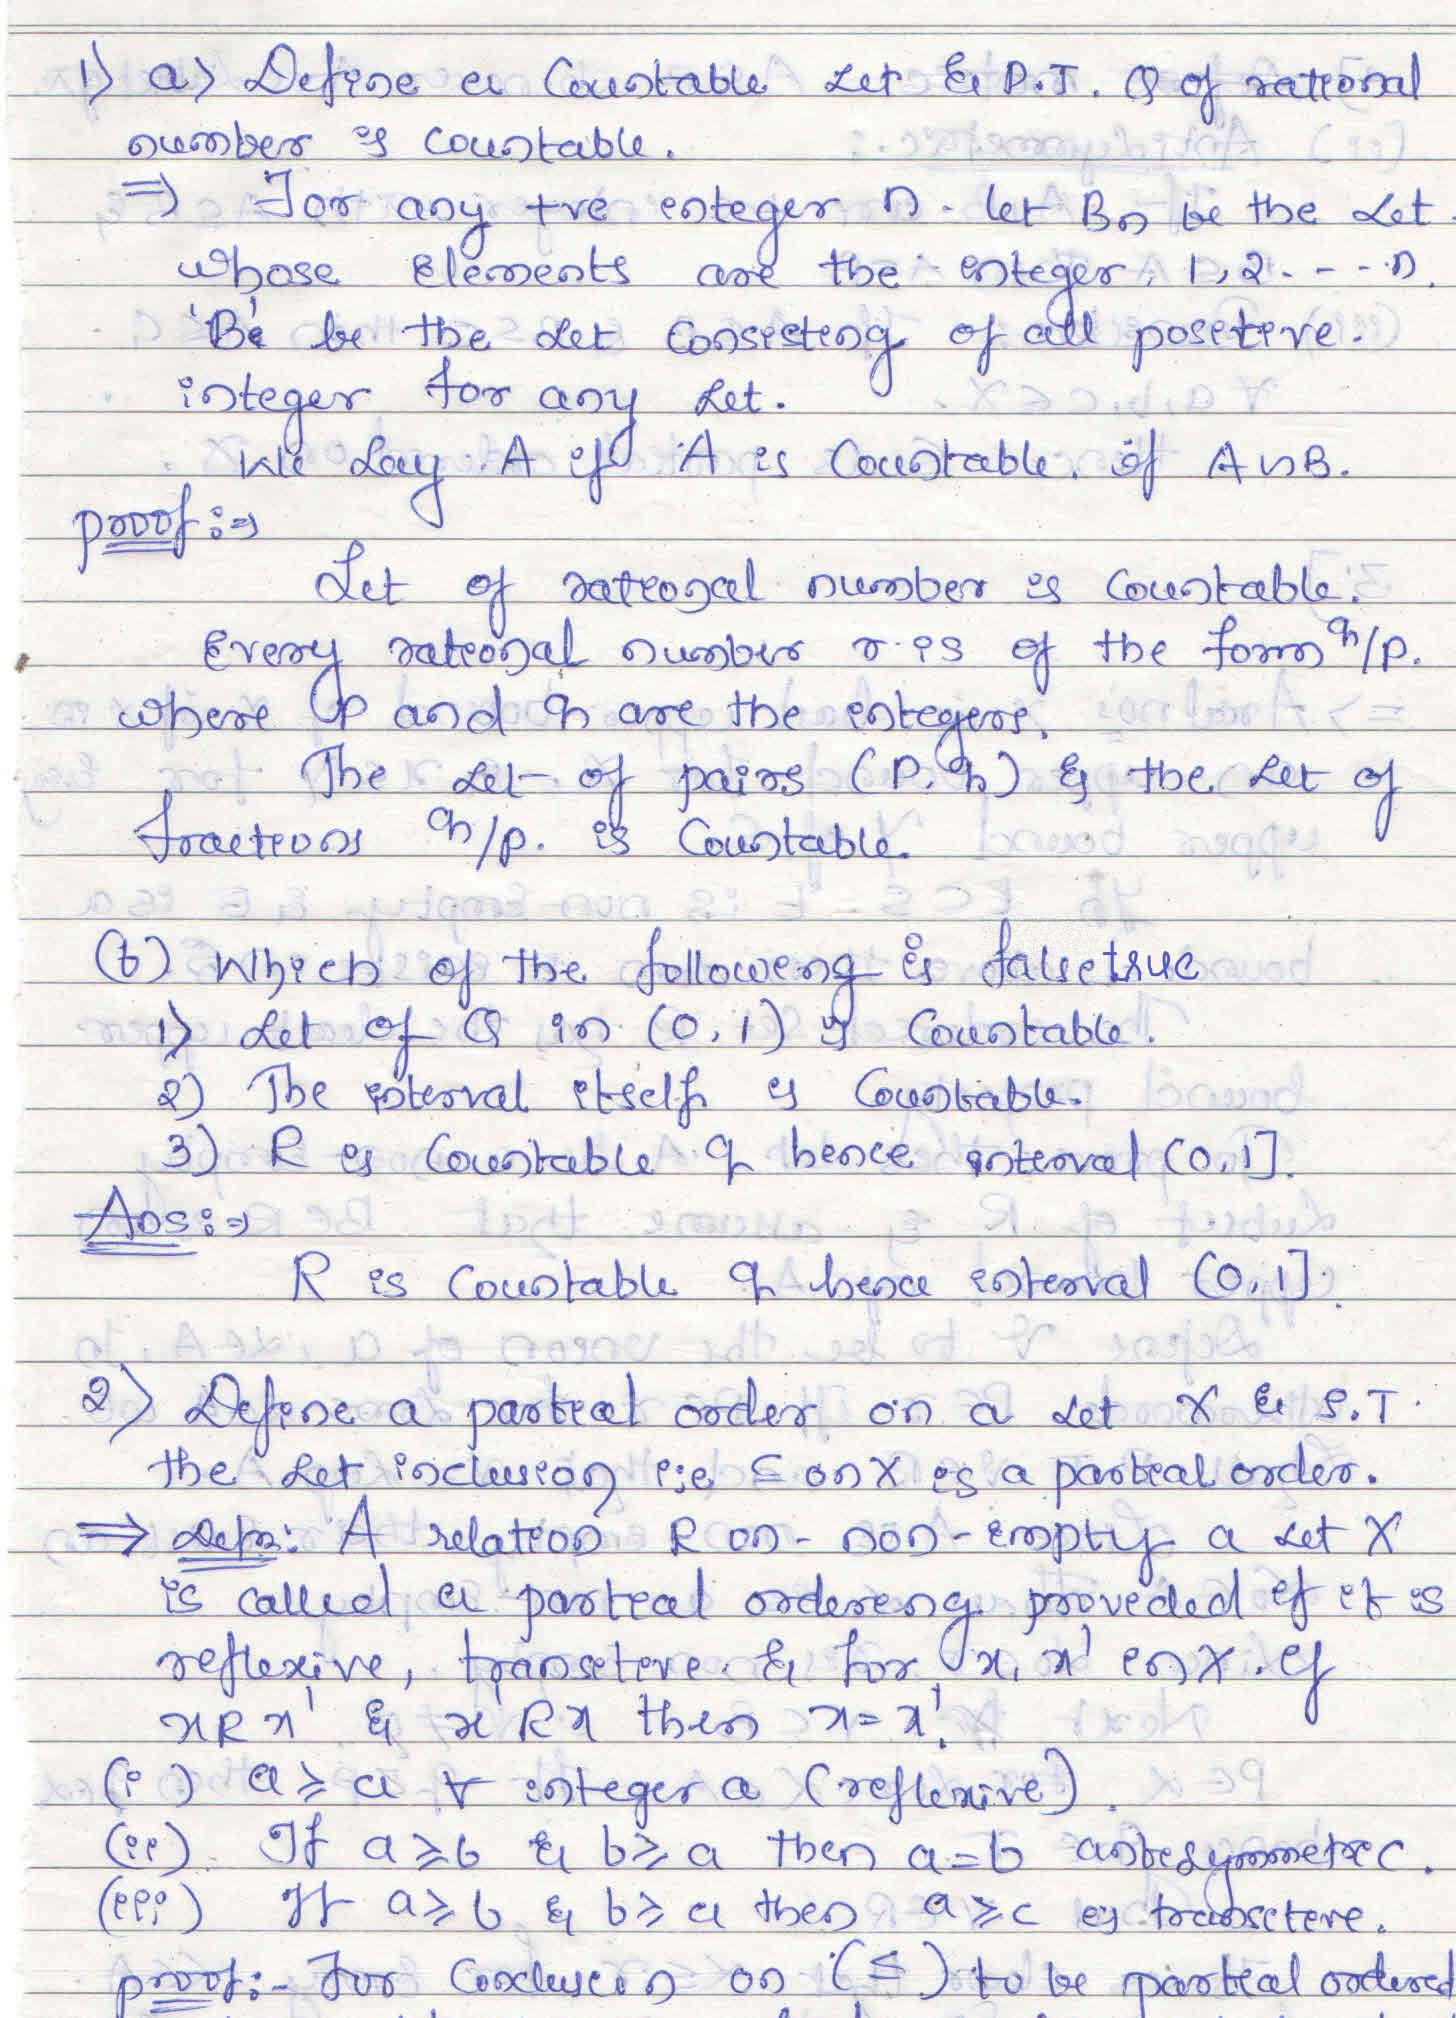 1) a) Define a Countable Set & P.T. Q of rational
number is countable.
⇒ For any +ve integer n. let Bn be the set
whose Elements are the integer, 1, 2 - - - n.
'B' be the set Consisting of all positive.
integer for any set.
We say A if A is Countable. if A ∩ B.
proof :⇒
Set of rational number is Countable.
Every rational number r is of the form q/p.
where p and q are the integers.
The set of pairs (P, q) & the set of
fractions q/p. is Countable.
(b) Which of the following is false true
1) Set of Q in (0, 1) is Countable.
2) The interval itself is Countable.
3) R is Countable & hence interval (0, 1].
Ans :⇒
R is Countable & hence interval (0, 1].
2) Define a partial order on a set X & S.T.
the set inclusion i;e ⊆ on X is a partial order.
⇒ Defn: A relation R on - non - empty a set X
is called a partial ordering provided if it is
reflexive, transitive & for x, x' in X. if
xRx' & x'Rx then x = x'.
(i) a ≥ a ∀ integer a (reflexive).
(ii) If a ≥ b & b ≥ a then a = b antisymmetric.
(iii) If a ≥ b & b ≥ a then a ≥ c is transitive.
proof :- For Conclusion on (≤) to be partial ordered